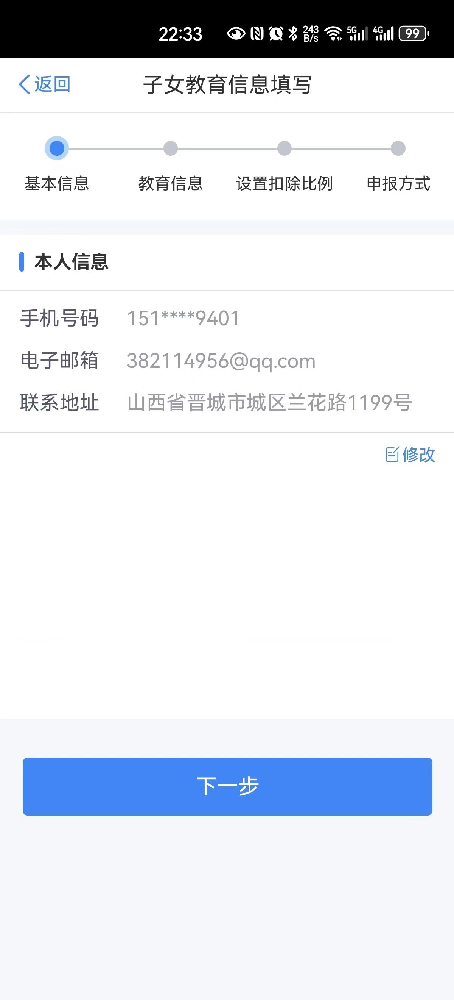 22:33 243 B/s 5G 4G 99
返回 子女教育信息填写
基本信息 教育信息 设置扣除比例 申报方式
本人信息
手机号码 151****9401
电子邮箱 382114956@qq.com
联系地址 山西省晋城市城区兰花路1199号
修改
下一步